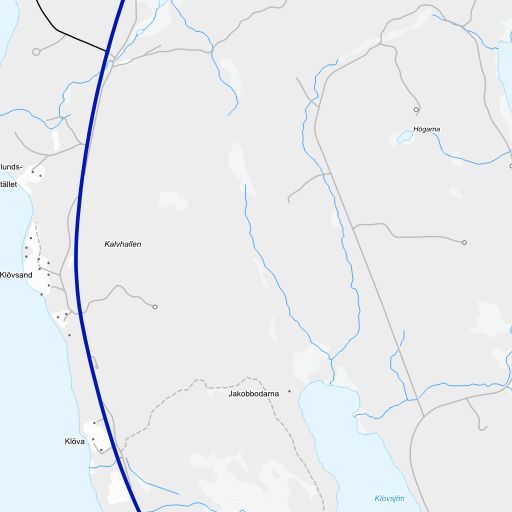 Högarna
lunds-
tället
Kalvhallen
Klövsand
Jakobbodarna
Klöva
Klövsjön